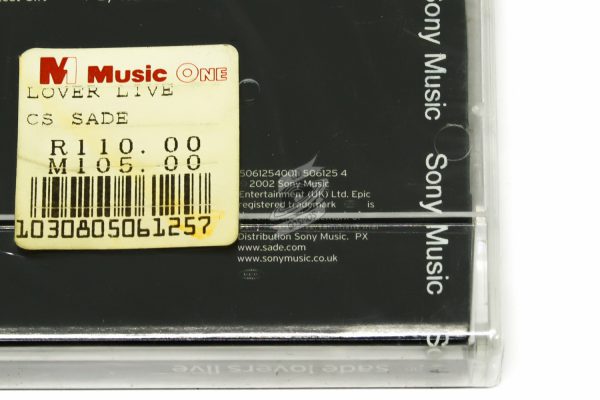 M1 Music ONE
LOVER LIVE
CS SADE
R110.00
M105.00
1030805061257
5061254001 506125 4
2002 Sony Music
Entertainment (UK) Ltd. Epic
registered trademark is
Distribution Sony Music. PX
www.sade.com
www.sonymusic.co.uk
Sony Music
Sony Music
sade lovers live